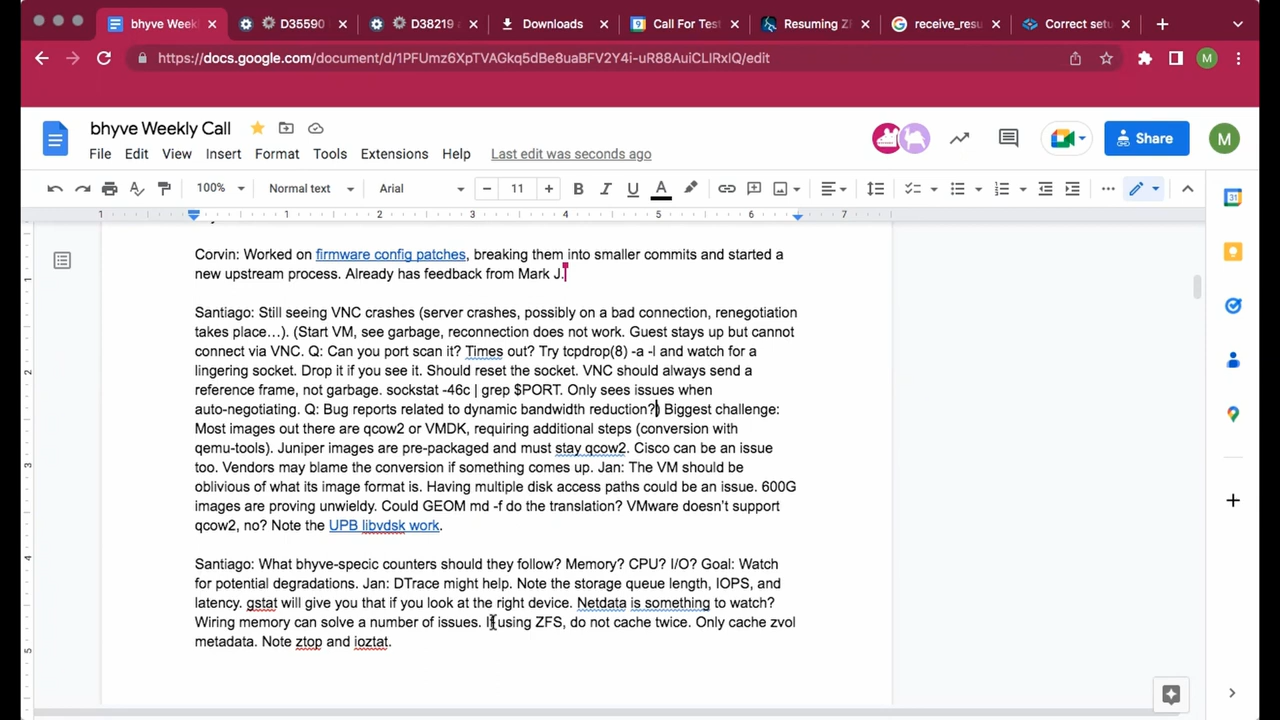 bhyve Weekly
D35590
D38219
Downloads
Call For Test
Resuming Z
receive_resu
Correct setu
https://docs.google.com/document/d/1PFUmz6XpTVAGkq5dBe8uaBFV2Y4i-uR88AuiCLIRxIQ/edit
M
bhyve Weekly Call
File Edit View Insert Format Tools Extensions Help Last edit was seconds ago
Share
M
100% Normal text Arial 11 B I U A
1 1 2 3 4 5 6 7
Corvin: Worked on firmware config patches, breaking them into smaller commits and started a
new upstream process. Already has feedback from Mark J.
Santiago: Still seeing VNC crashes (server crashes, possibly on a bad connection, renegotiation
takes place…). (Start VM, see garbage, reconnection does not work. Guest stays up but cannot
connect via VNC. Q: Can you port scan it? Times out? Try tcpdrop(8) -a -l and watch for a
lingering socket. Drop it if you see it. Should reset the socket. VNC should always send a
reference frame, not garbage. sockstat -46c | grep $PORT. Only sees issues when
auto-negotiating. Q: Bug reports related to dynamic bandwidth reduction?) Biggest challenge:
Most images out there are qcow2 or VMDK, requiring additional steps (conversion with
qemu-tools). Juniper images are pre-packaged and must stay qcow2. Cisco can be an issue
too. Vendors may blame the conversion if something comes up. Jan: The VM should be
oblivious of what its image format is. Having multiple disk access paths could be an issue. 600G
images are proving unwieldy. Could GEOM md -f do the translation? VMware doesn't support
qcow2, no? Note the UPB libvdsk work.
Santiago: What bhyve-specic counters should they follow? Memory? CPU? I/O? Goal: Watch
for potential degradations. Jan: DTrace might help. Note the storage queue length, IOPS, and
latency. gstat will give you that if you look at the right device. Netdata is something to watch?
Wiring memory can solve a number of issues. If using ZFS, do not cache twice. Only cache zvol
metadata. Note ztop and ioztat.
2
3
4
5
31